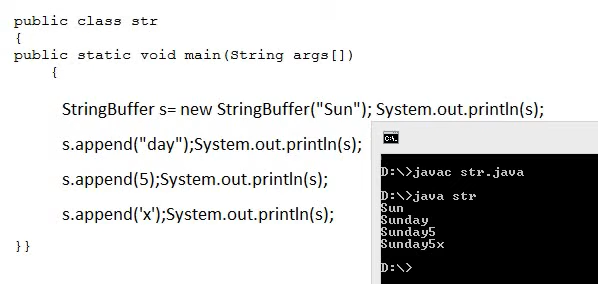 public class str
{
public static void main(String args[])
{
StringBuffer s= new StringBuffer("Sun"); System.out.println(s);
s.append("day");System.out.println(s);
s.append(5);System.out.println(s);
s.append('x');System.out.println(s);
}}
C:\.
D:\>javac str.java
D:\>java str
Sun
Sunday
Sunday5
Sunday5x
D:\>